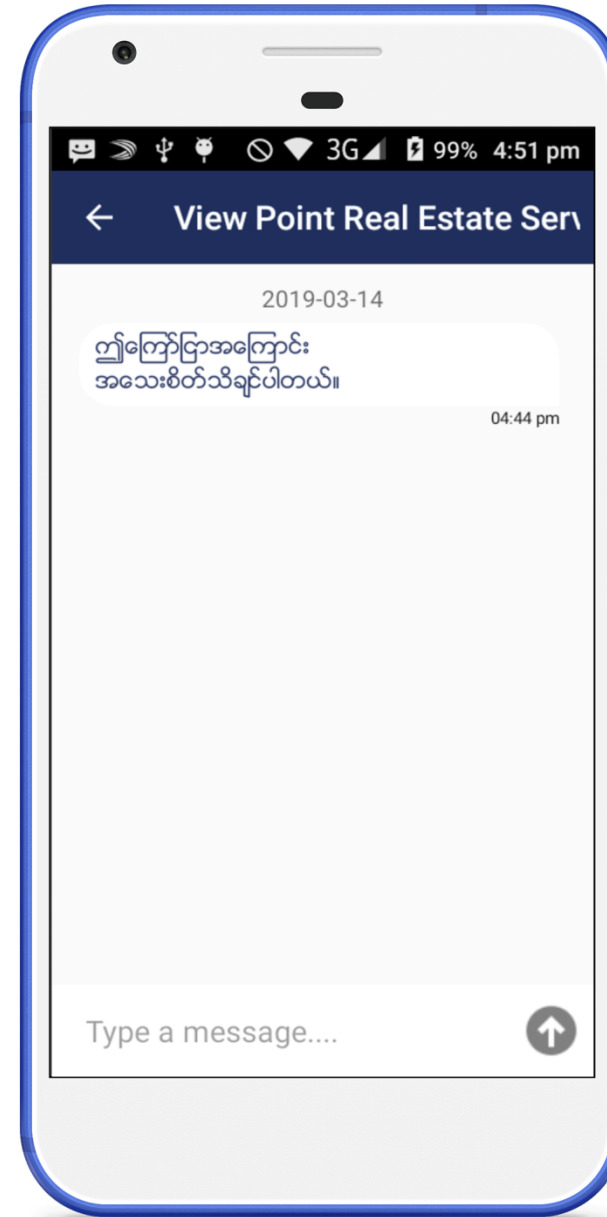 3G 99% 4:51 pm
View Point Real Estate Serv
2019-03-14
ဤကြော်ငြာအကြောင်း
အသေးစိတ်သိချင်ပါတယ်။
04:44 pm
Type a message....